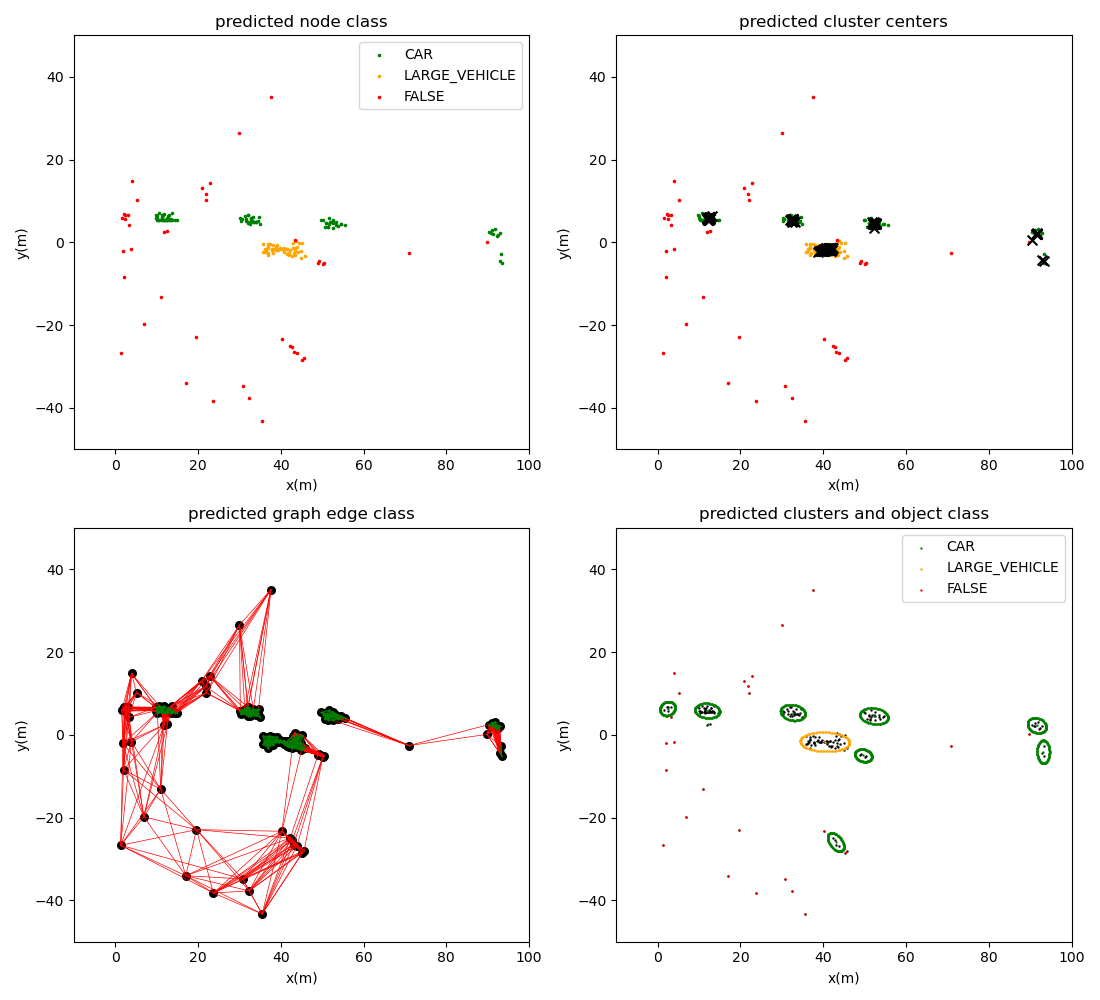 predicted node class
CAR
LARGE_VEHICLE
FALSE
40
20
0
−20
−40
y(m)
0 20 40 60 80 100
x(m)
predicted cluster centers
40
20
0
−20
−40
y(m)
0 20 40 60 80 100
x(m)
predicted graph edge class
40
20
0
−20
−40
y(m)
0 20 40 60 80 100
x(m)
predicted clusters and object class
CAR
LARGE_VEHICLE
FALSE
40
20
0
−20
−40
y(m)
0 20 40 60 80 100
x(m)